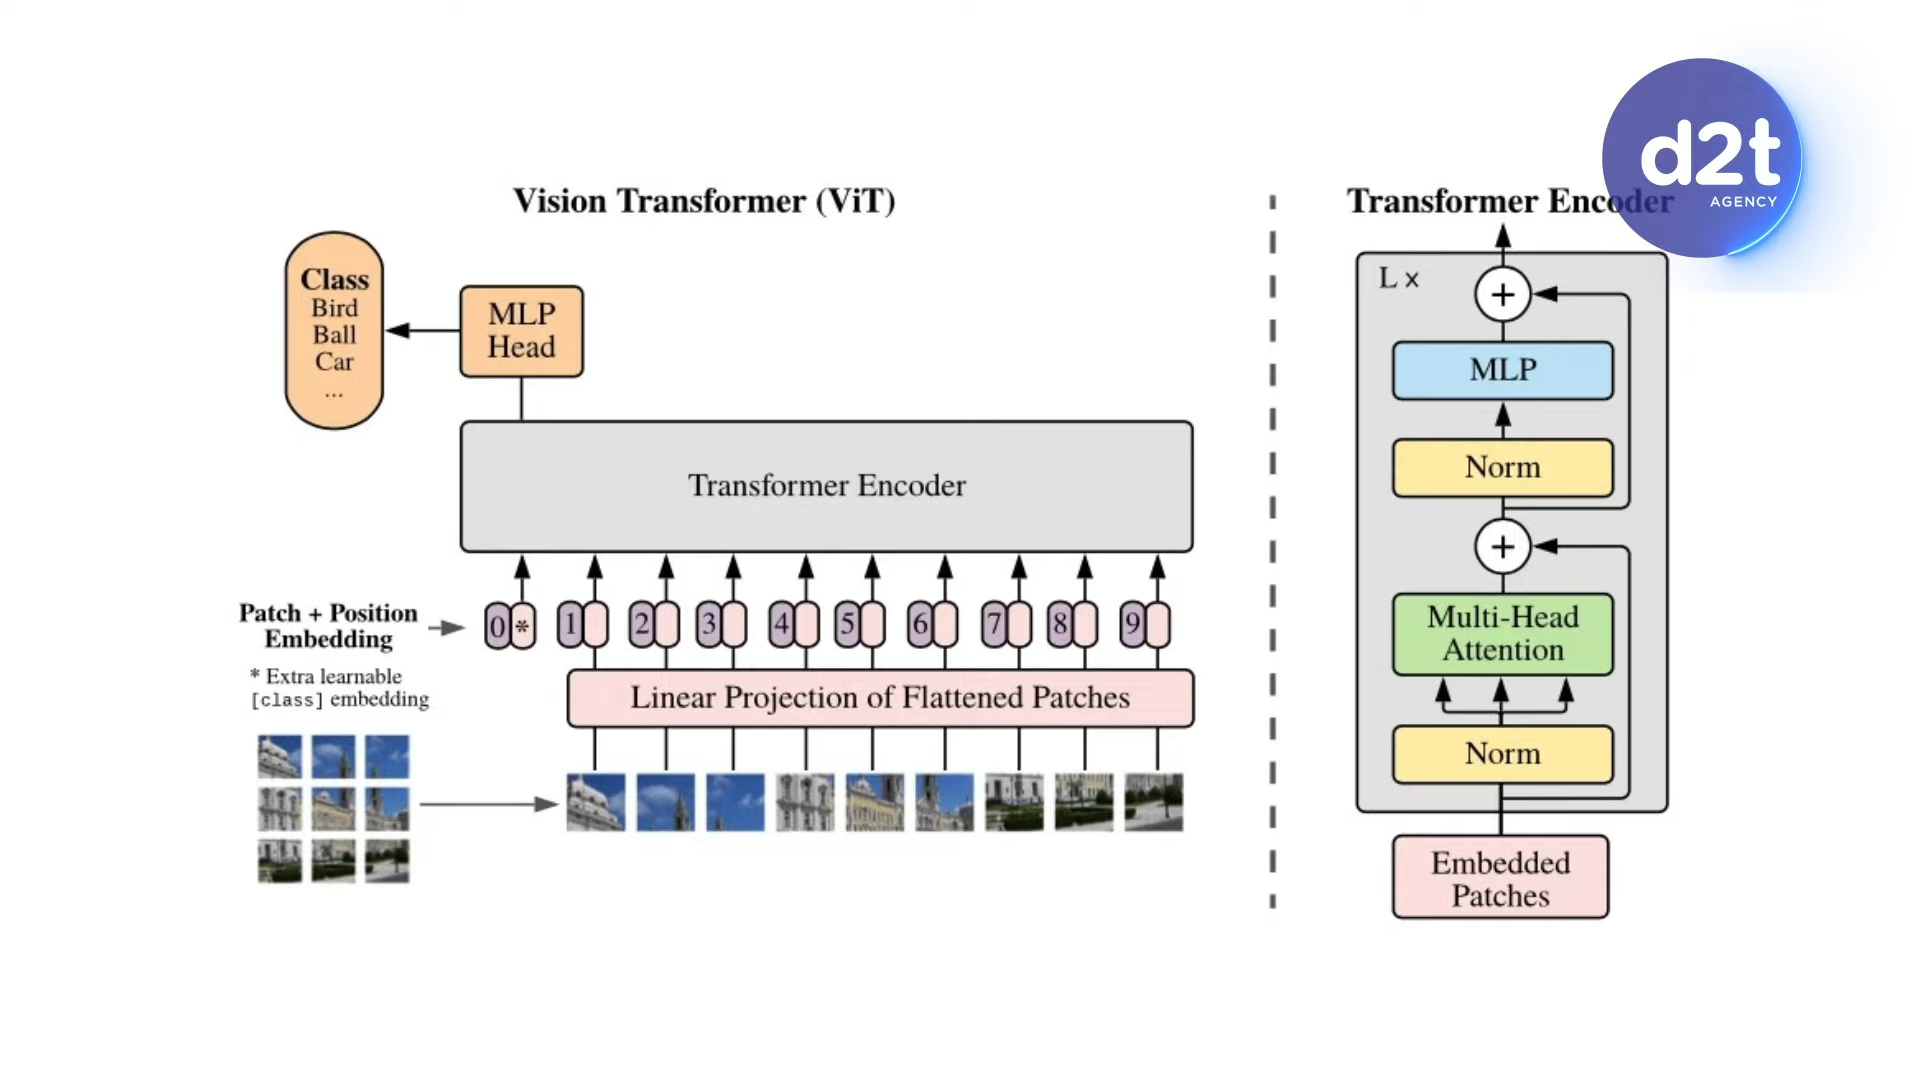 d2t
AGENCY
Vision Transformer (ViT)
Transformer Encoder
Class
Bird
Ball
Car
...
MLP
Head
Transformer Encoder
Patch + Position
Embedding
* Extra learnable
[class] embedding
0 *
1
2
3
4
5
6
7
8
9
Linear Projection of Flattened Patches
L x
+
MLP
Norm
+
Multi-Head
Attention
Norm
Embedded
Patches